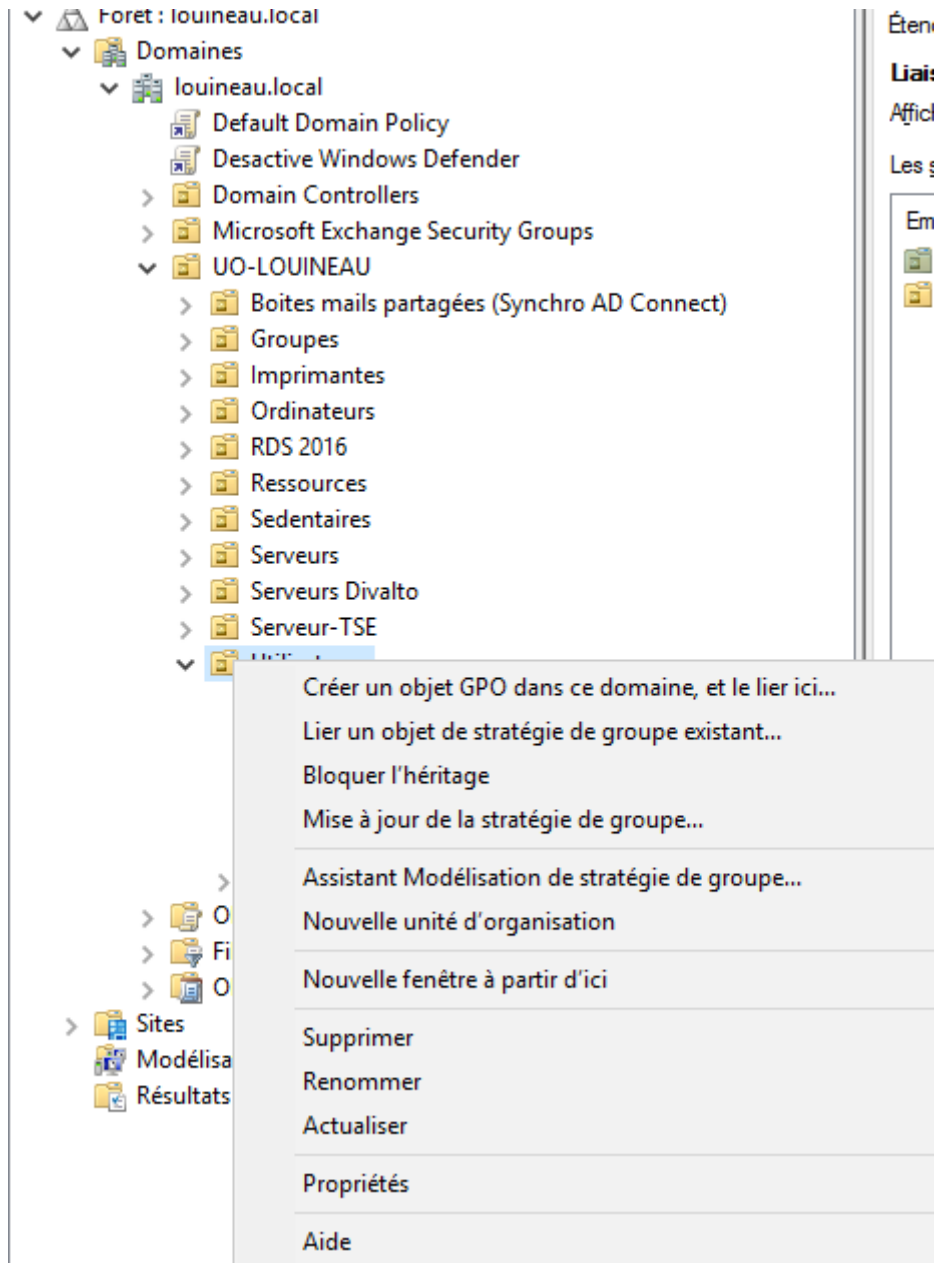 Forêt : louineau.local
Domaines
louineau.local
Default Domain Policy
Desactive Windows Defender
Domain Controllers
Microsoft Exchange Security Groups
UO-LOUINEAU
Boites mails partagées (Synchro AD Connect)
Groupes
Imprimantes
Ordinateurs
RDS 2016
Ressources
Sedentaires
Serveurs
Serveurs Divalto
Serveur-TSE
Créer un objet GPO dans ce domaine, et le lier ici...
Lier un objet de stratégie de groupe existant...
Bloquer l'héritage
Mise à jour de la stratégie de groupe...
Assistant Modélisation de stratégie de groupe...
Nouvelle unité d'organisation
Nouvelle fenêtre à partir d'ici
Supprimer
Renommer
Actualiser
Propriétés
Aide
O
Fi
O
Sites
Modélisa
Résultats
Éten
Liais
Affich
Les
Em